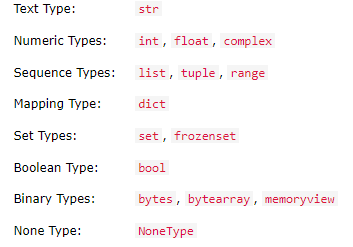 Text Type: str
Numeric Types: int, float, complex
Sequence Types: list, tuple, range
Mapping Type: dict
Set Types: set, frozenset
Boolean Type: bool
Binary Types: bytes, bytearray, memoryview
None Type: NoneType